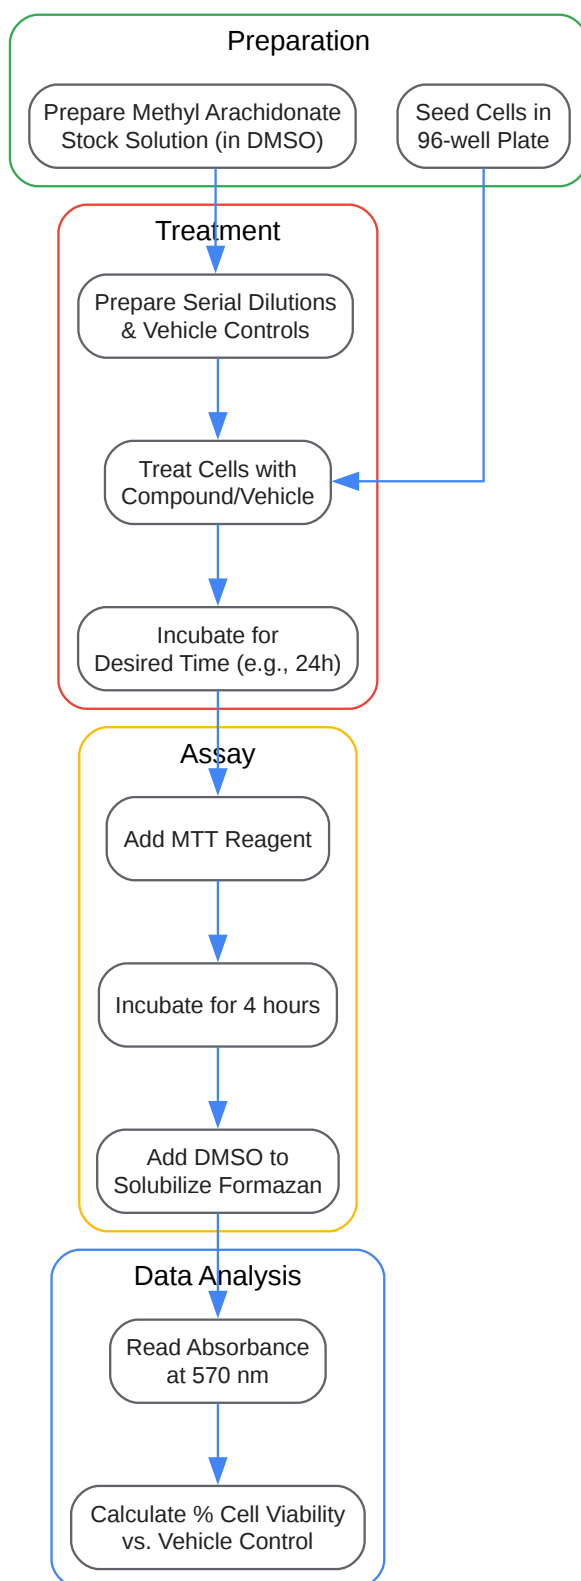 Preparation
Prepare Methyl Arachidonate
Stock Solution (in DMSO)
Seed Cells in
96-well Plate
Treatment
Prepare Serial Dilutions
& Vehicle Controls
Treat Cells with
Compound/Vehicle
Incubate for
Desired Time (e.g., 24h)
Assay
Add MTT Reagent
Incubate for 4 hours
Add DMSO to
Solubilize Formazan
Data Analysis
Read Absorbance
at 570 nm
Calculate % Cell Viability
vs. Vehicle Control